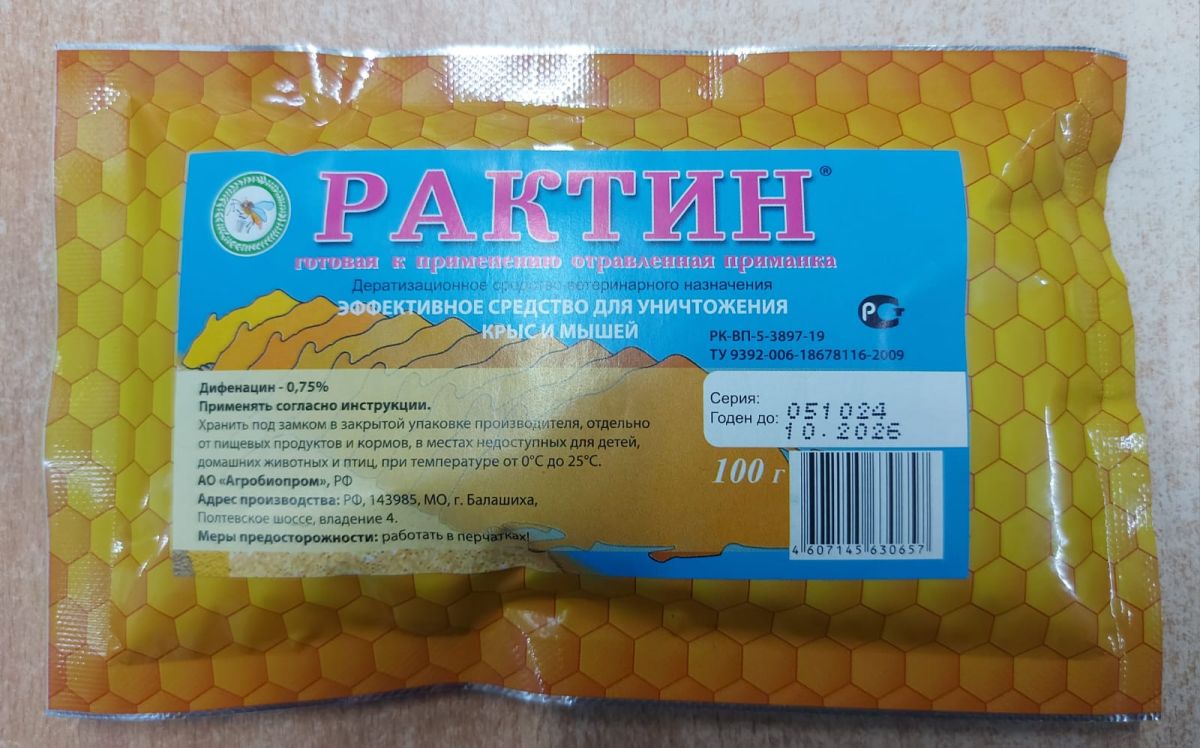 РАКТИН®
готовая к применению отравленная приманка
Дератизационное средство ветеринарного назначения
ЭФФЕКТИВНОЕ СРЕДСТВО ДЛЯ УНИЧТОЖЕНИЯ
КРЫС И МЫШЕЙ
РК-ВП-5-3897-19
ТУ 9392-006-18678116-2009
Дифенацин - 0,75%
Применять согласно инструкции.
Хранить под замком в закрытой упаковке производителя, отдельно
от пищевых продуктов и кормов, в местах недоступных для детей,
домашних животных и птиц, при температуре от 0°С до 25°С.
АО «Агробиопром», РФ
Адрес производства: РФ, 143985, МО, г. Балашиха,
Полтевское шоссе, владение 4.
Меры предосторожности: работать в перчатках!
Серия: 051024
Годен до: 10.2026
100 г
4607145630657